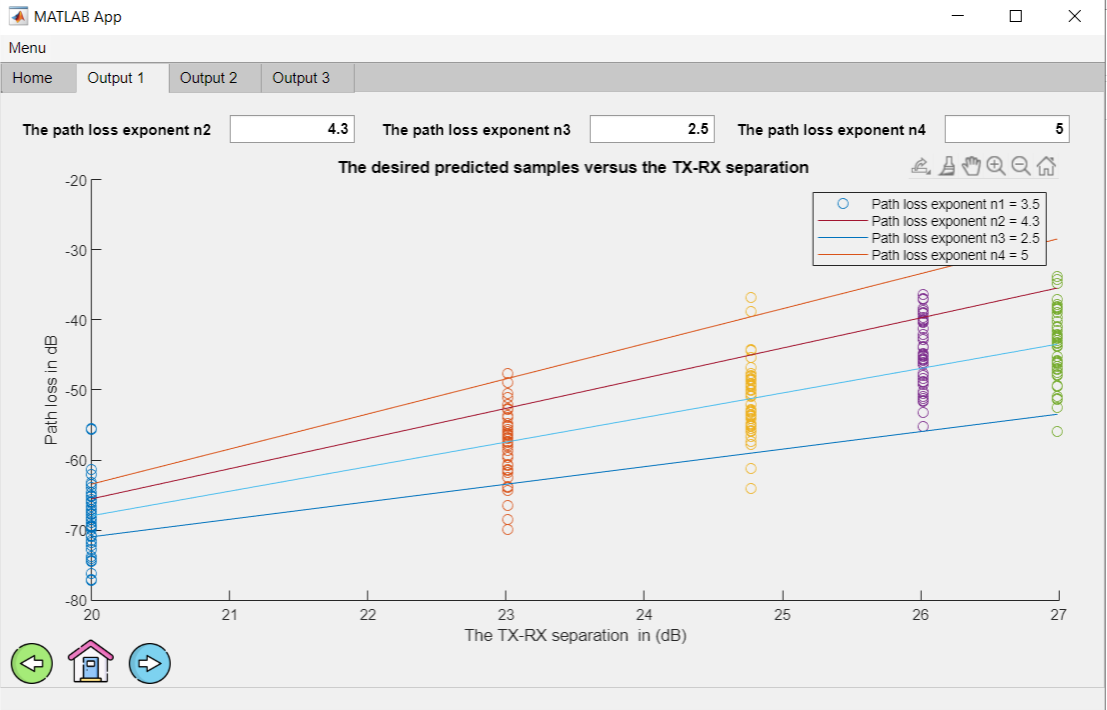 MATLAB App
Menu
Home Output 1 Output 2 Output 3
The path loss exponent n2 4.3 The path loss exponent n3 2.5 The path loss exponent n4 5
The desired predicted samples versus the TX-RX separation
Path loss exponent n1 = 3.5
Path loss exponent n2 = 4.3
Path loss exponent n3 = 2.5
Path loss exponent n4 = 5
Path loss in dB
-20
-30
-40
-50
-60
-70
-80
20 21 22 23 24 25 26 27
The TX-RX separation in (dB)